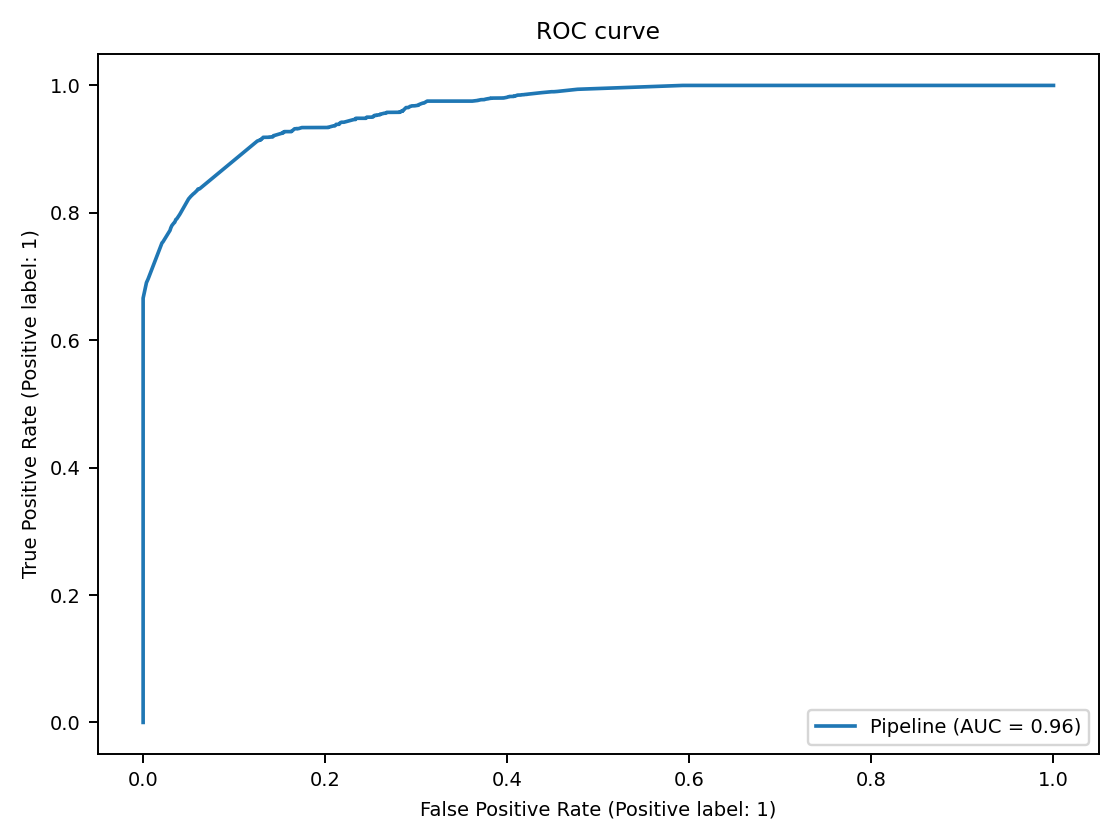 ROC curve
True Positive Rate (Positive label: 1)
1.0
0.8
0.6
0.4
0.2
0.0
Pipeline (AUC = 0.96)
0.0 0.2 0.4 0.6 0.8 1.0
False Positive Rate (Positive label: 1)